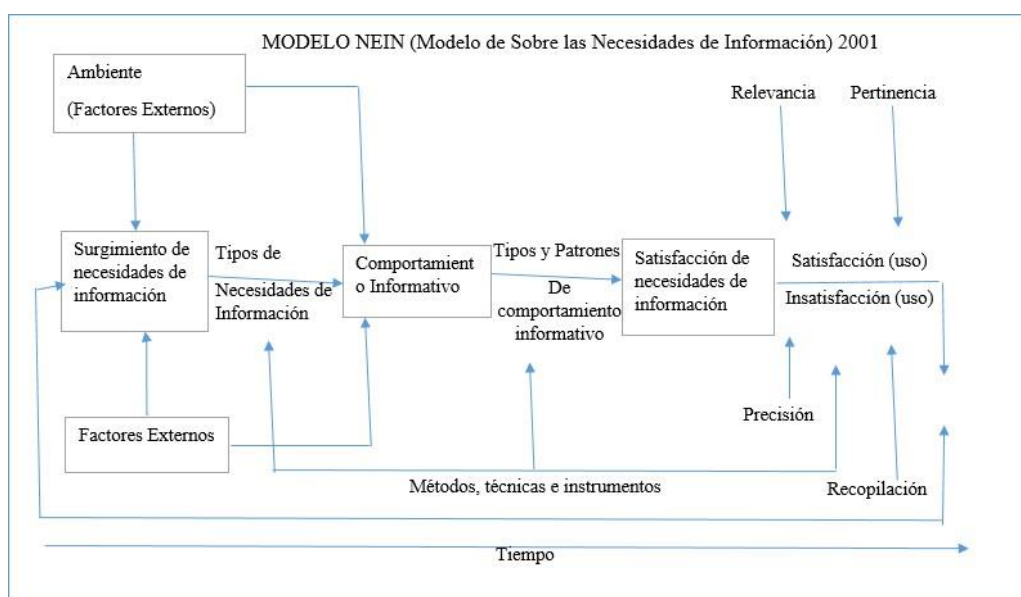 MODELO NEIN (Modelo de Sobre las Necesidades de Información) 2001
Ambiente
(Factores Externos)
Relevancia
Pertinencia
Surgimiento de
necesidades de
información
Tipos de
Necesidades de
Información
Comportamient
o Informativo
Tipos y Patrones
De
comportamiento
informativo
Satisfacción de
necesidades de
información
Satisfacción (uso)
Insatisfacción (uso)
Factores Externos
Precisión
Métodos, técnicas e instrumentos
Recopilación
Tiempo